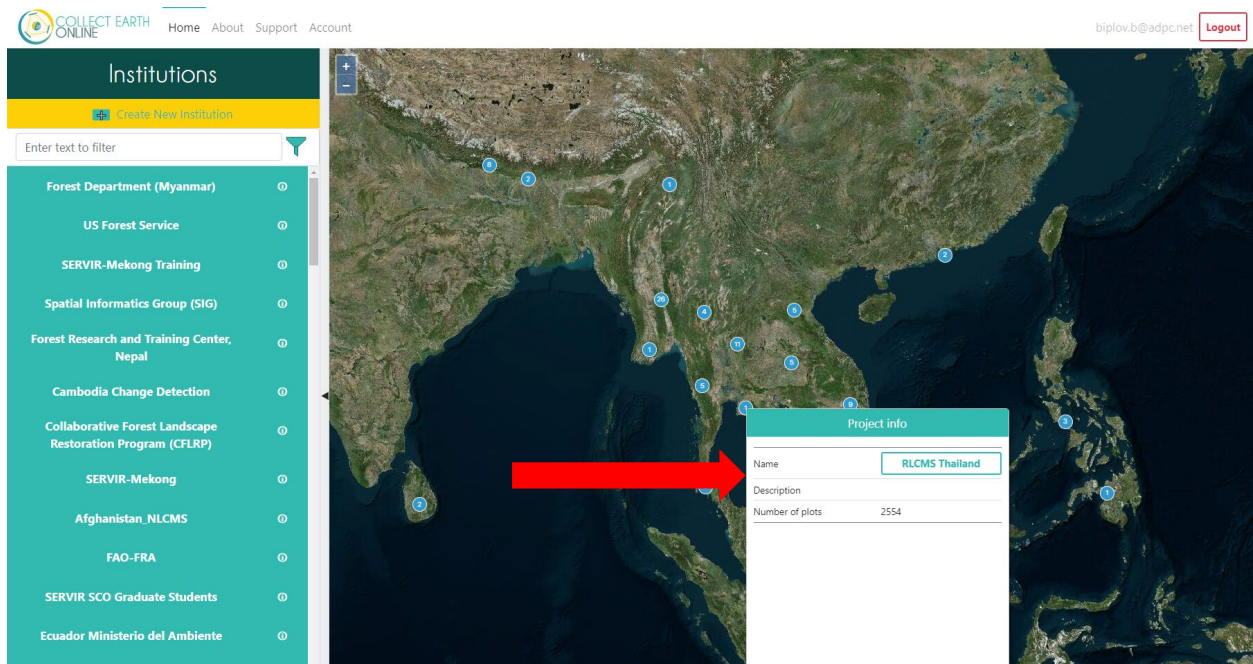 COLLECT EARTH
ONLINE
Home About Support Account
biplov.b@adpc.net Logout
Institutions
Create New Institution
Enter text to filter
Forest Department (Myanmar)
US Forest Service
SERVIR-Mekong Training
Spatial Informatics Group (SIG)
Forest Research and Training Center,
Nepal
Cambodia Change Detection
Collaborative Forest Landscape
Restoration Program (CFLRP)
SERVIR-Mekong
Afghanistan_NLCMS
FAO-FRA
SERVIR SCO Graduate Students
Ecuador Ministerio del Ambiente
+
−
8
2
1
2
26
4
5
1
11
5
5
1
9
3
2
1
Project info
Name RLCMS Thailand
Description
Number of plots 2554